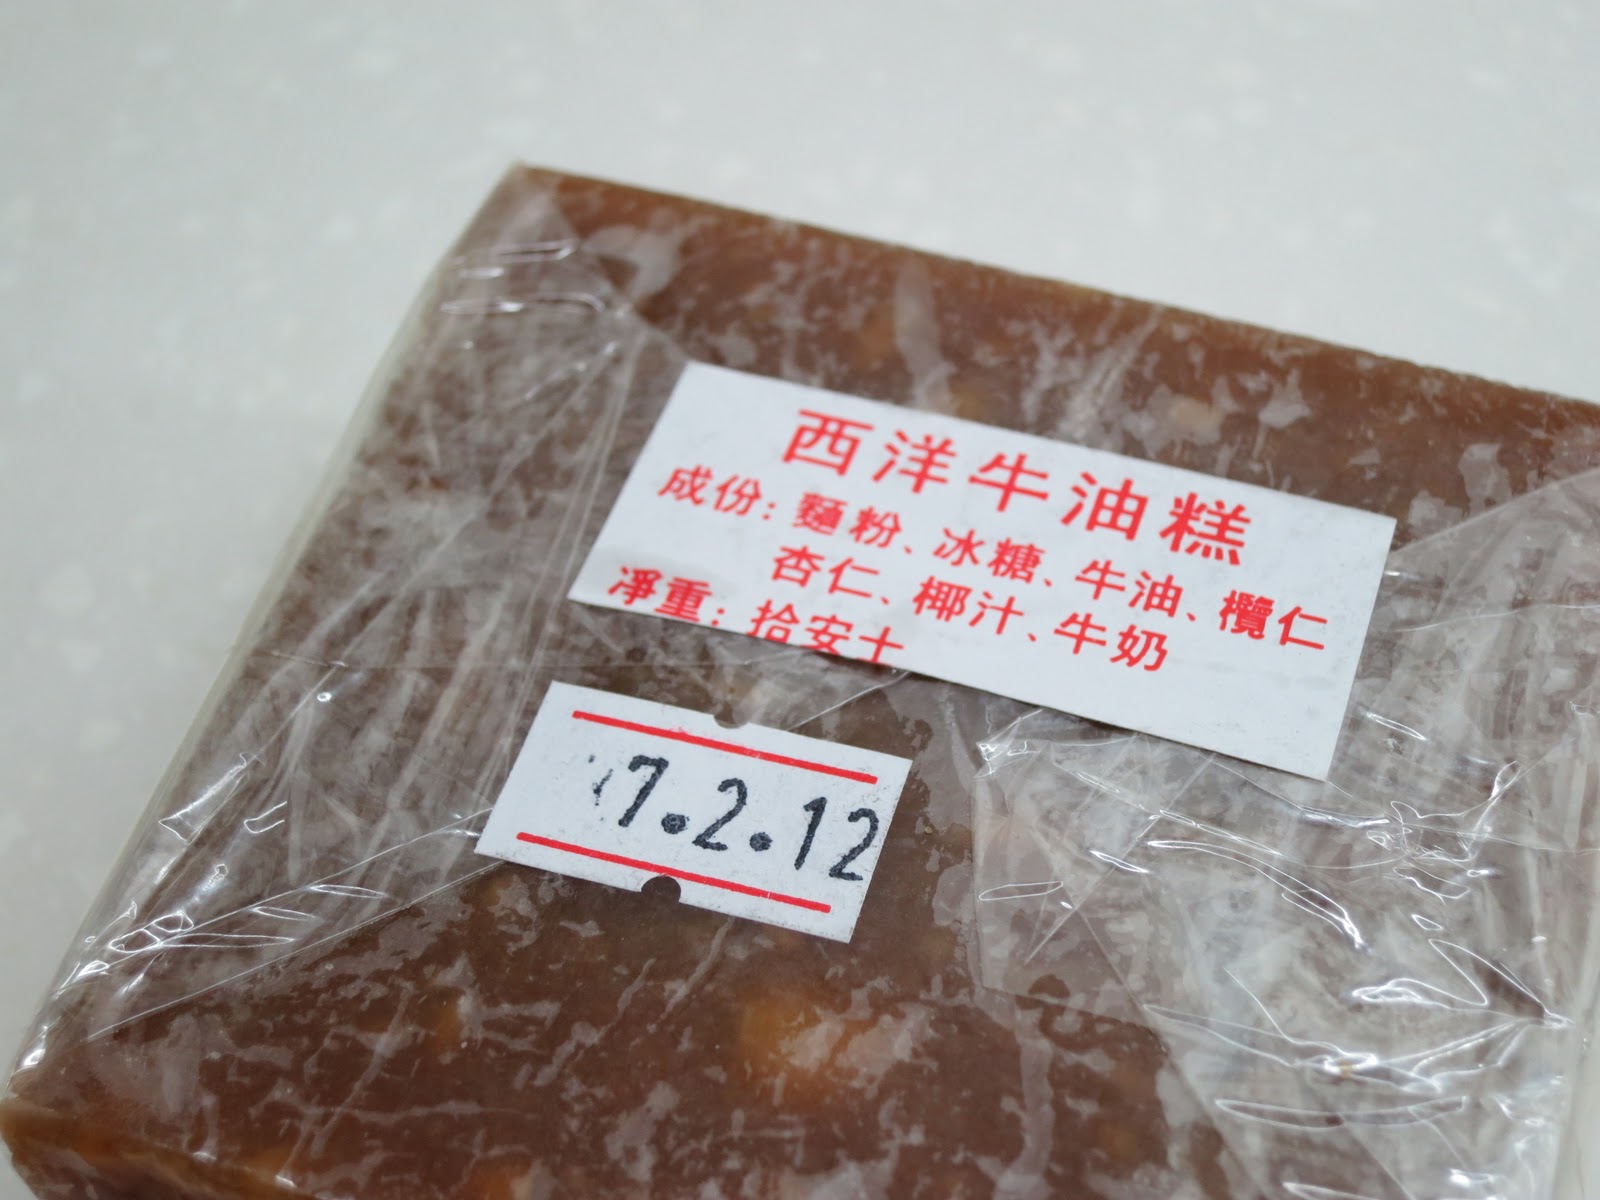 西洋牛油糕
成份：麵粉、冰糖、牛油、欖仁
杏仁、椰汁、牛奶
淨重：拾安士
7.2.12